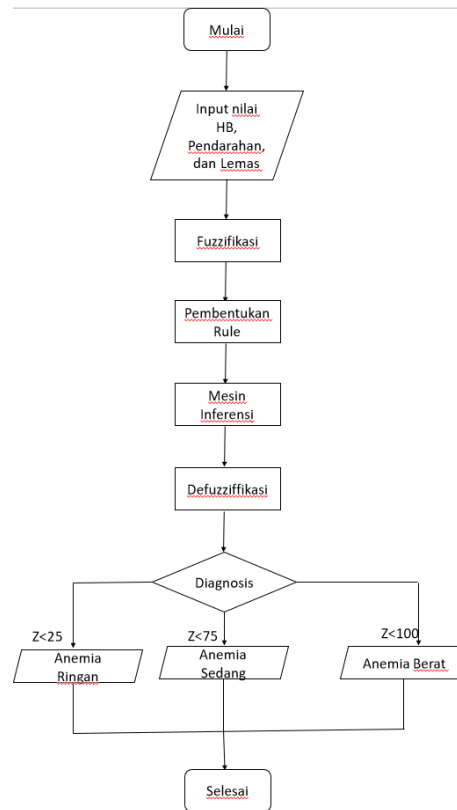 Mulai
Input nilai
HB,
Pendarahan,
dan Lemas
Fuzzifikasi
Pembentukan
Rule
Mesin
Inferensi
Defuzziffikasi
Diagnosis
Z<25
Z<75
Z<100
Anemia
Ringan
Anemia
Sedang
Anemia Berat
Selesai